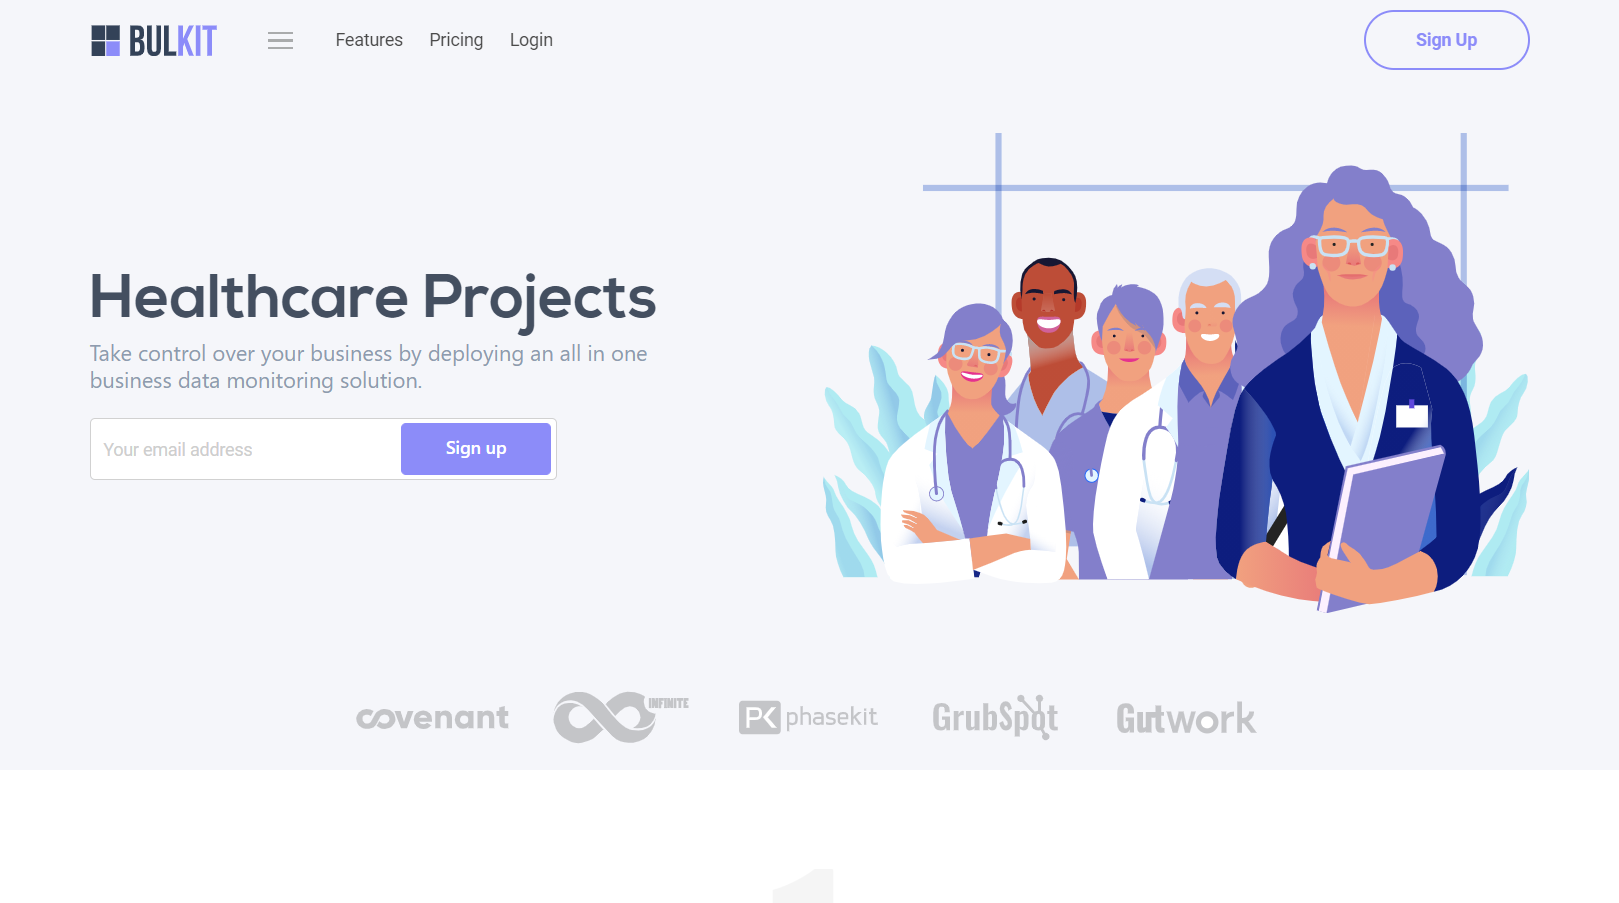 BULKIT
Features Pricing Login
Sign Up
Healthcare Projects
Take control over your business by deploying an all in one
business data monitoring solution.
Your email address
Sign up
covenant
INFINITE
PK phasekit
GrubSpot
Gutwork